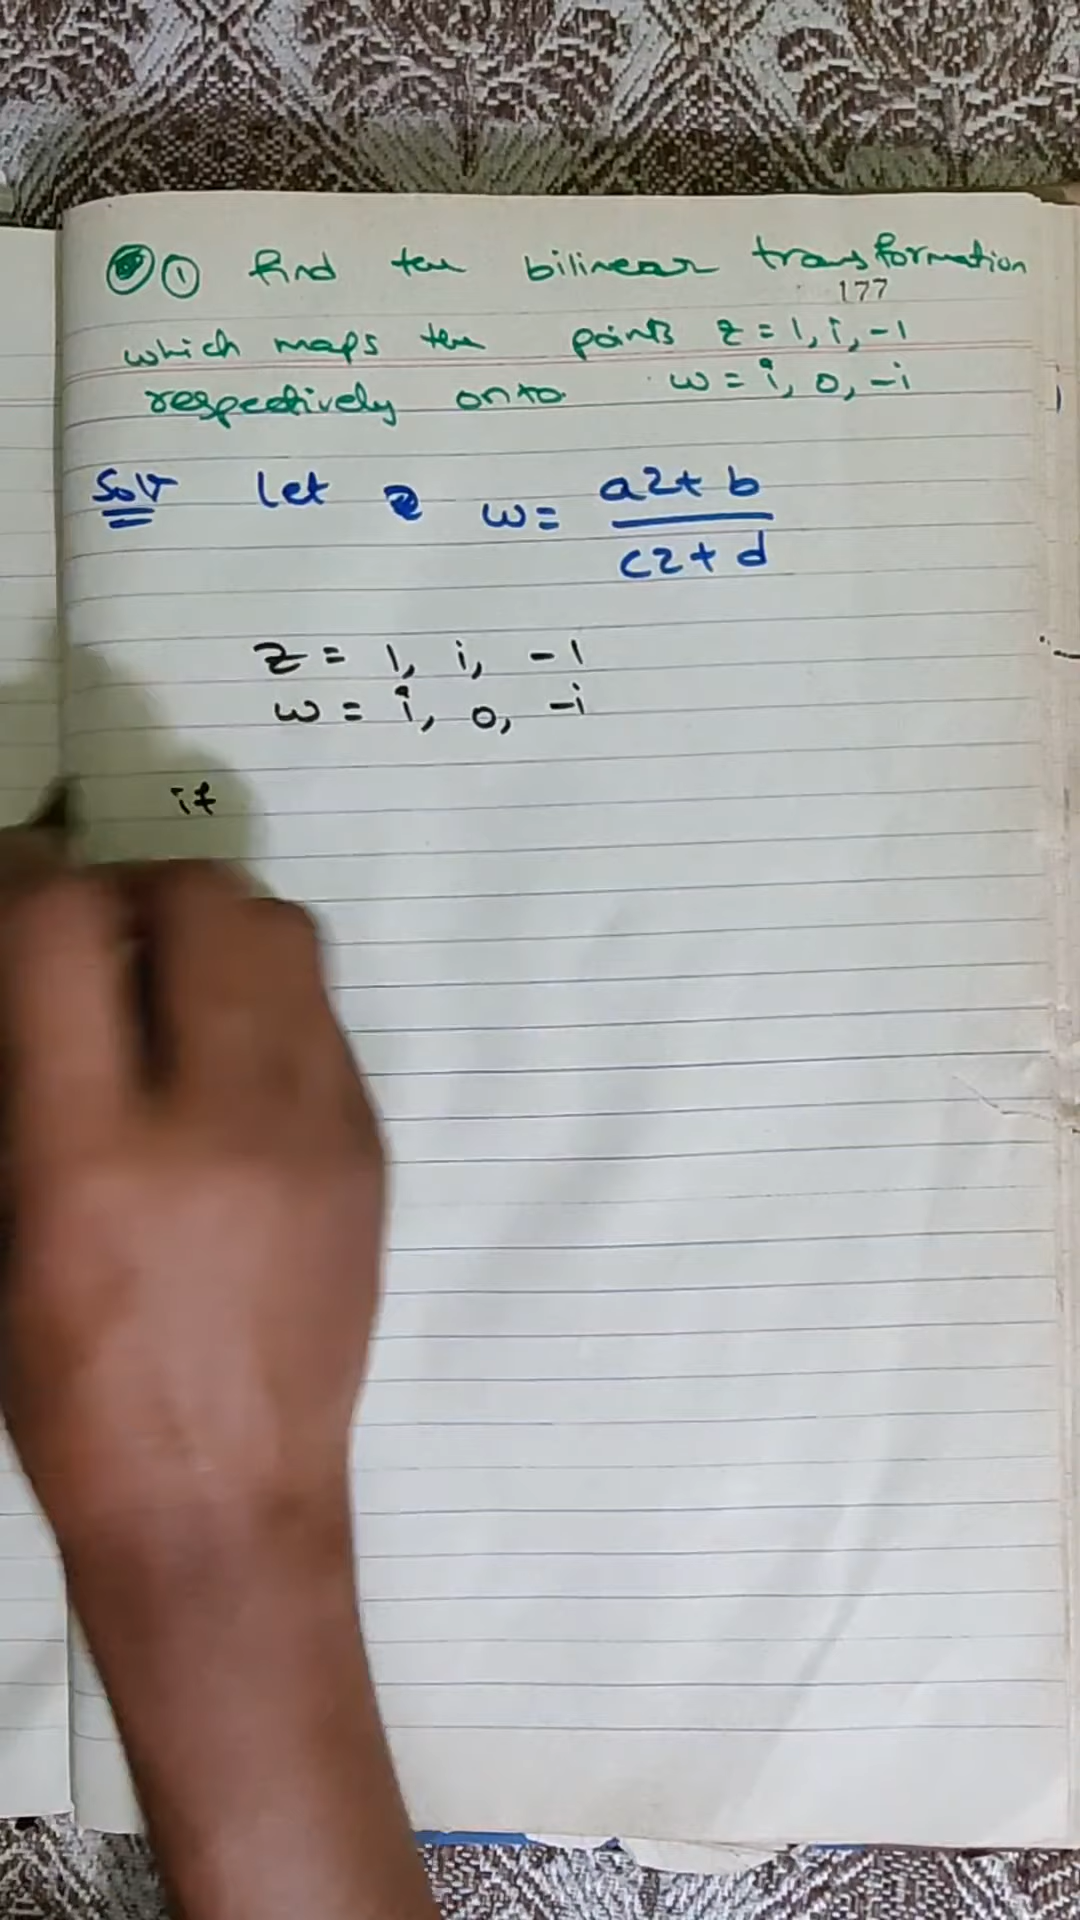 ① find the bilinear transformation
177
which maps the points z = 1, i, -1
respectively onto w = i, 0, -i
Solⁿ Let w = az + b / cz + d
z = 1, i, -1
w = i, 0, -i
if